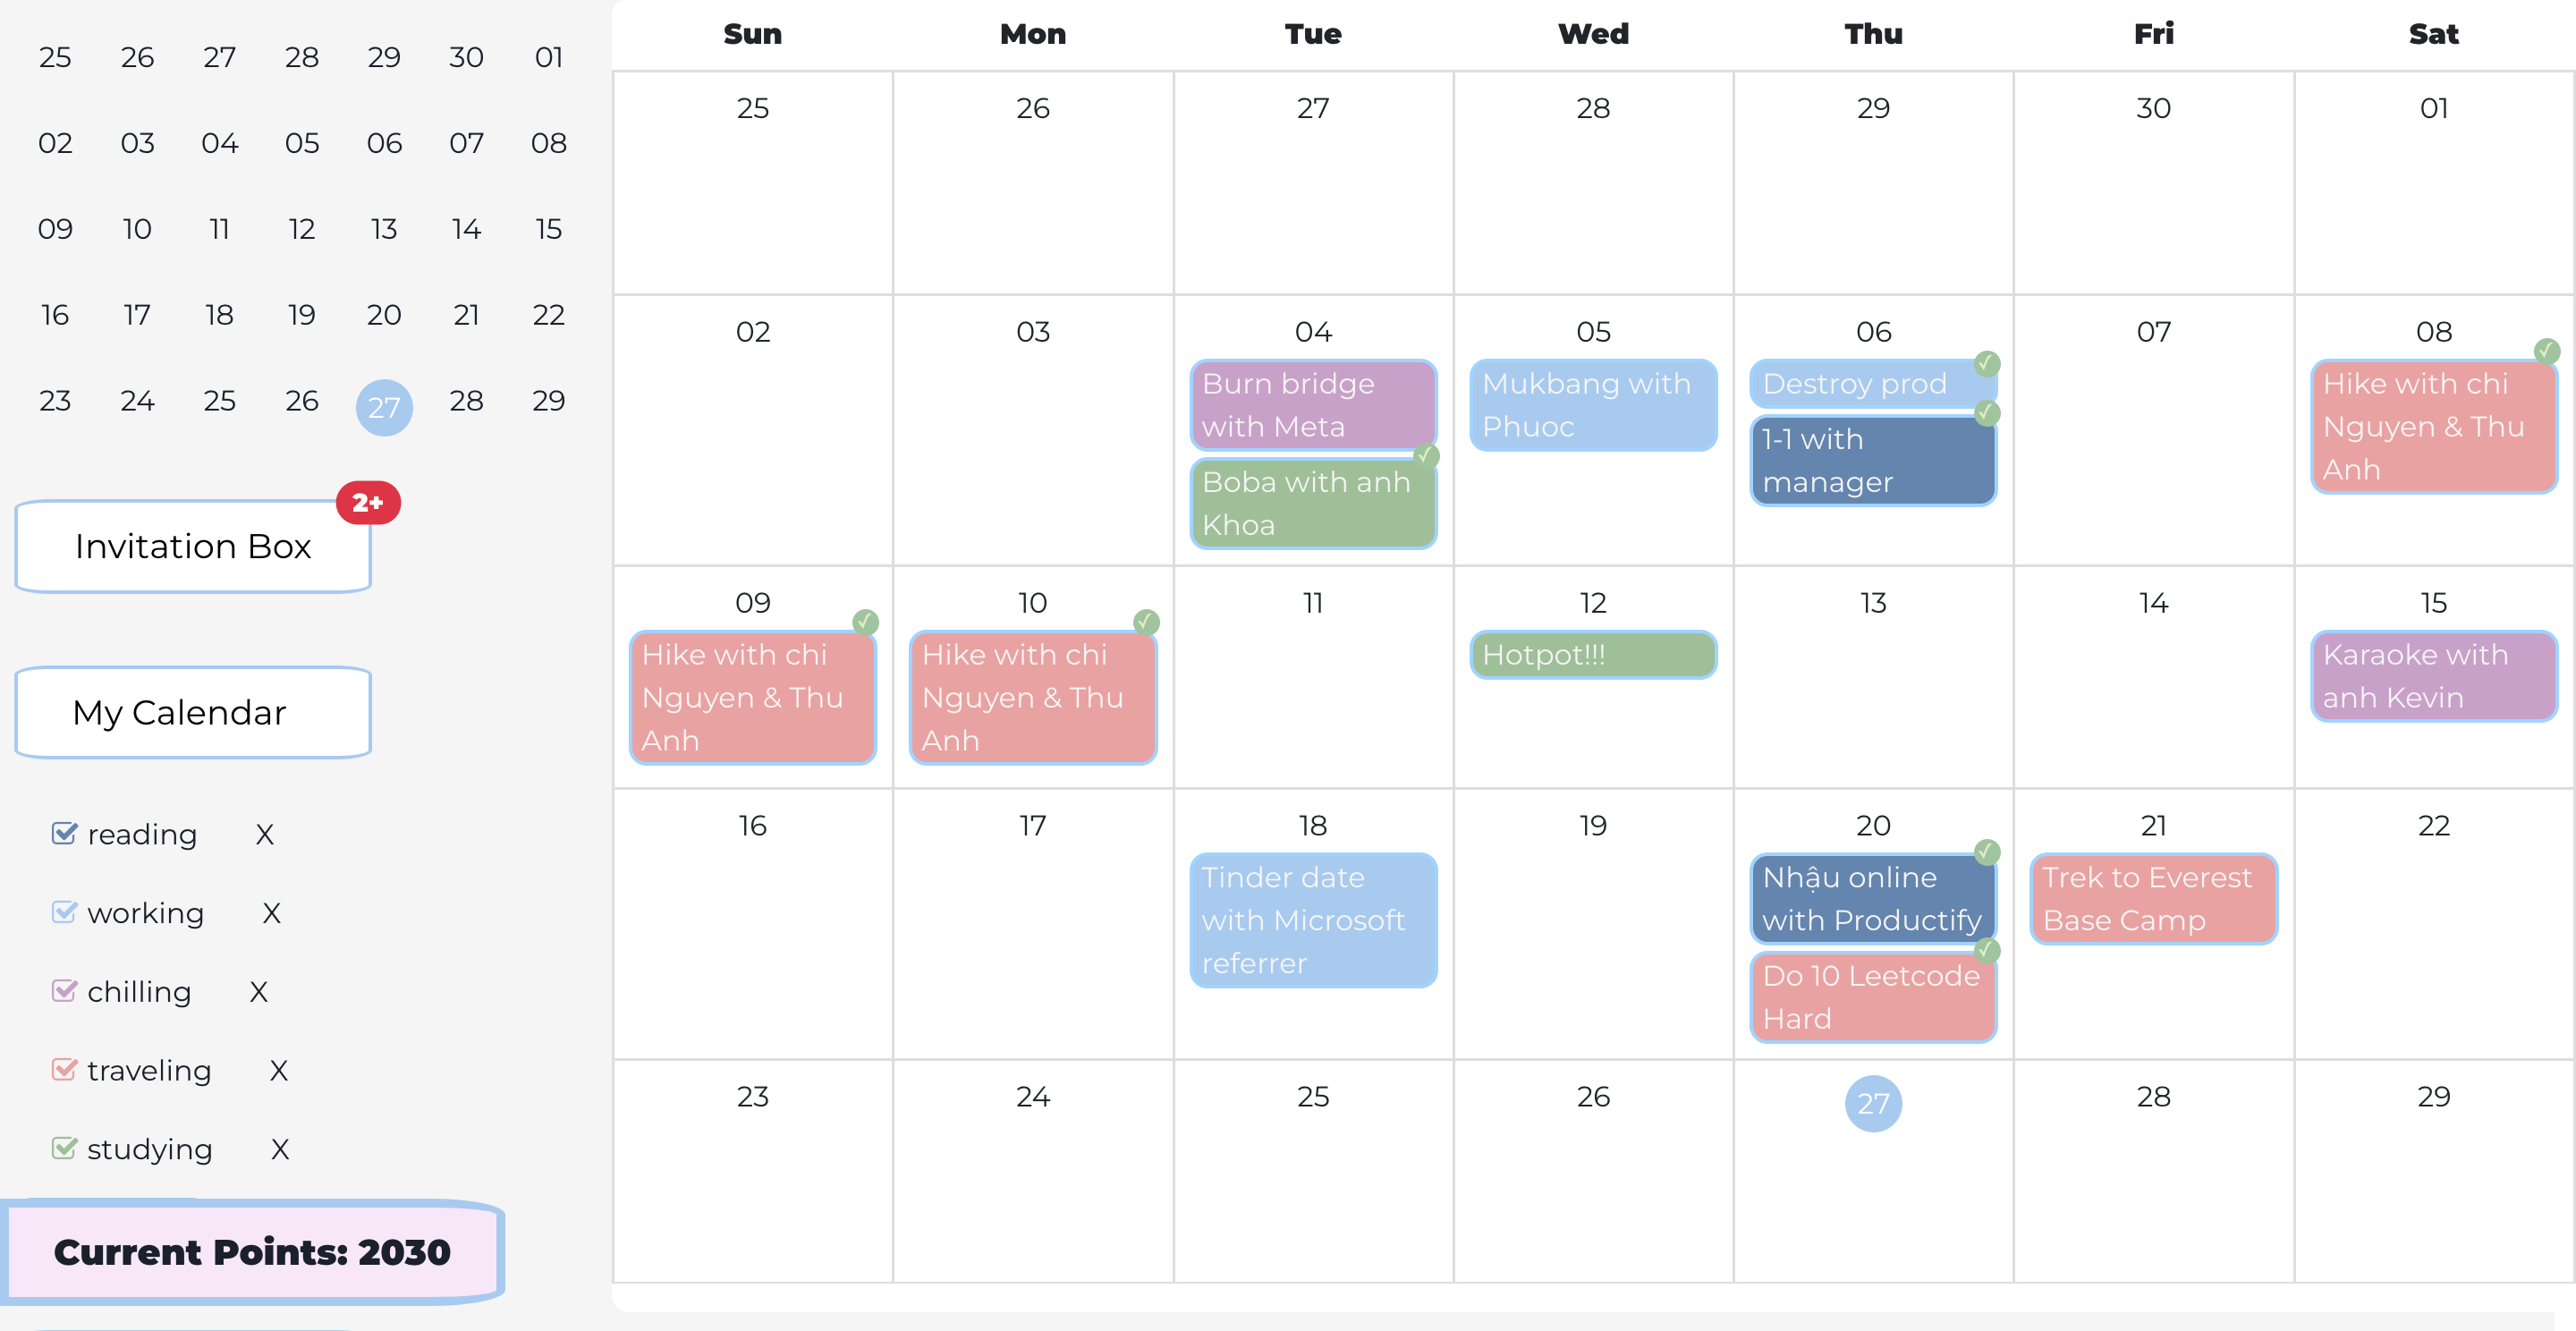 25 26 27 28 29 30 01
02 03 04 05 06 07 08
09 10 11 12 13 14 15
16 17 18 19 20 21 22
23 24 25 26 27 28 29
Invitation Box
2+
My Calendar
reading X
working X
chilling X
traveling X
studying X
Current Points: 2030
Sun Mon Tue Wed Thu Fri Sat
25 26 27 28 29 30 01
02 03 04 05 06 07 08
Burn bridge
with Meta
Boba with anh
Khoa
Mukbang with
Phuoc
Destroy prod
1-1 with
manager
Hike with chi
Nguyen & Thu
Anh
09 10 11 12 13 14 15
Hike with chi
Nguyen & Thu
Anh
Hike with chi
Nguyen & Thu
Anh
Hotpot!!!
Karaoke with
anh Kevin
16 17 18 19 20 21 22
Tinder date
with Microsoft
referrer
Nhậu online
with Productify
Do 10 Leetcode
Hard
Trek to Everest
Base Camp
23 24 25 26 27 28 29